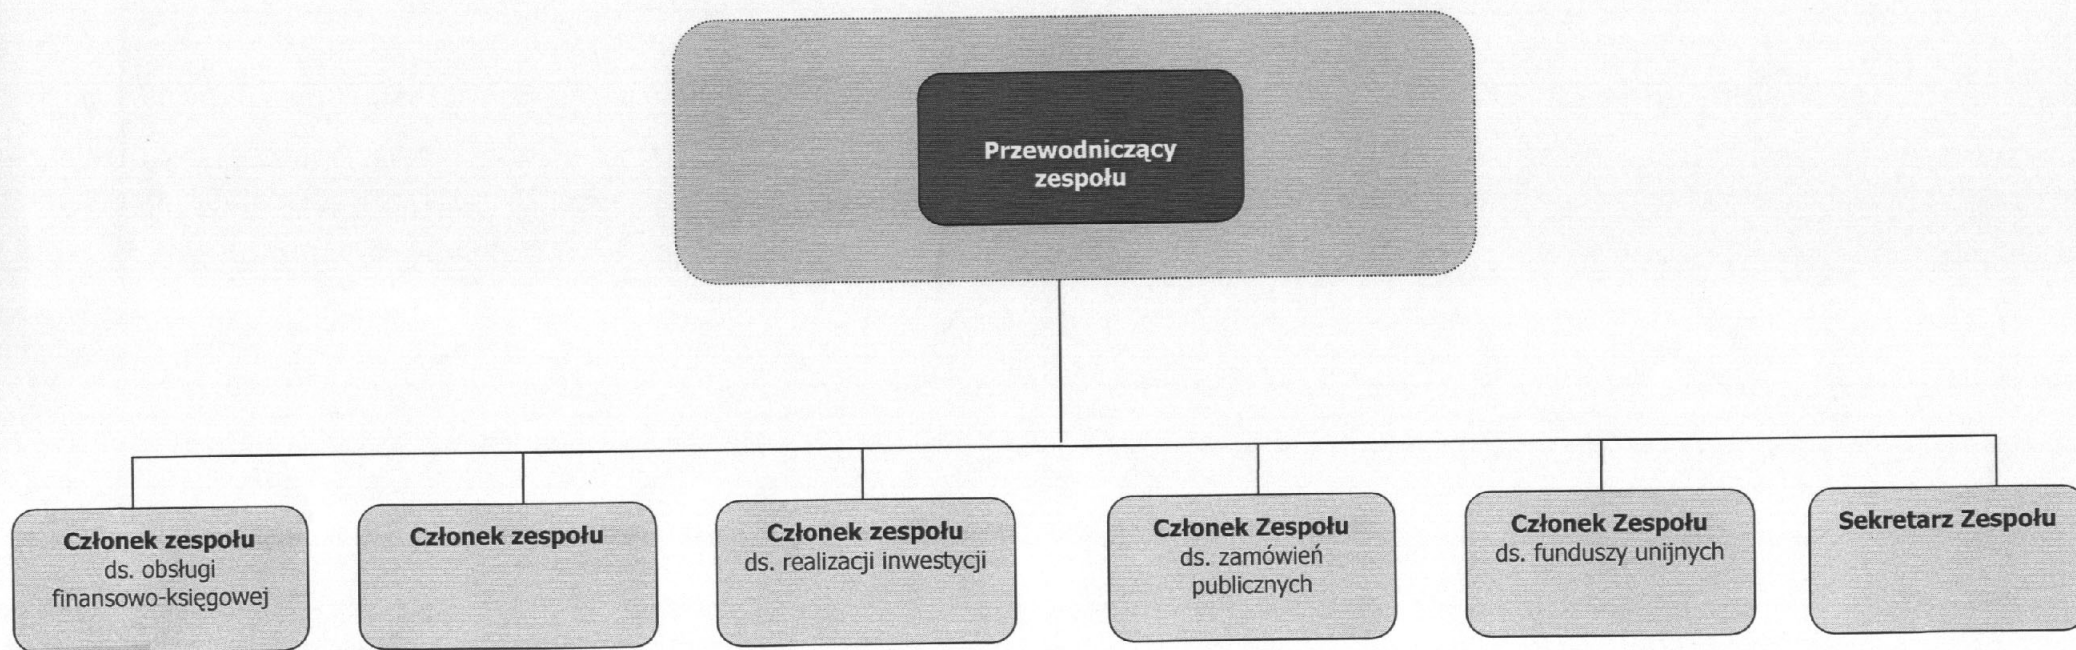 Przewodniczący
zespołu
Członek zespołu
ds. obsługi
finansowo-księgowej
Członek zespołu
Członek zespołu
ds. realizacji inwestycji
Członek Zespołu
ds. zamówień
publicznych
Członek Zespołu
ds. funduszy unijnych
Sekretarz Zespołu